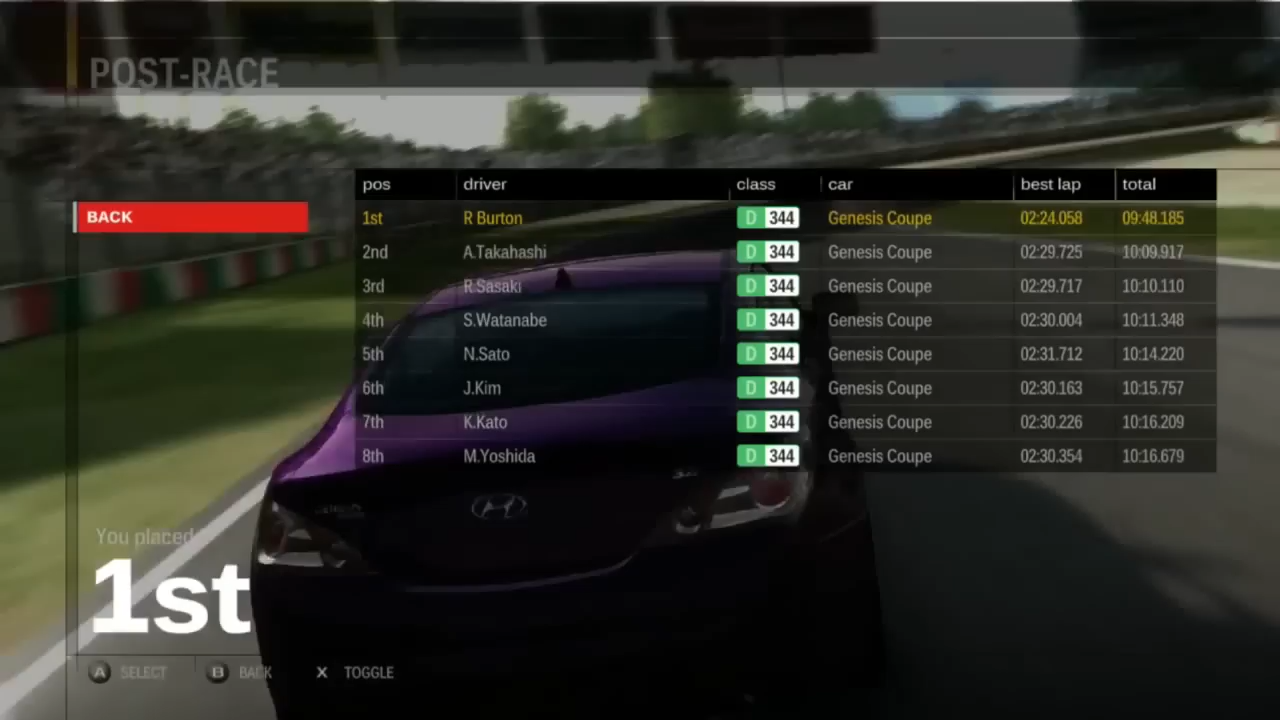 POST-RACE
pos driver class car best lap total
BACK
1st R Burton D 344 Genesis Coupe 02:24.058 09:48.185
2nd A.Takahashi D 344 Genesis Coupe 02:29.725 10:09.917
3rd R.Sasaki D 344 Genesis Coupe 02:29.717 10:10.110
4th S.Watanabe D 344 Genesis Coupe 02:30.004 10:11.348
5th N.Sato D 344 Genesis Coupe 02:31.712 10:14.220
6th J.Kim D 344 Genesis Coupe 02:30.163 10:15.757
7th K.Kato D 344 Genesis Coupe 02:30.226 10:16.209
8th M.Yoshida D 344 Genesis Coupe 02:30.354 10:16.679
You placed
1st
A SELECT B BACK X TOGGLE